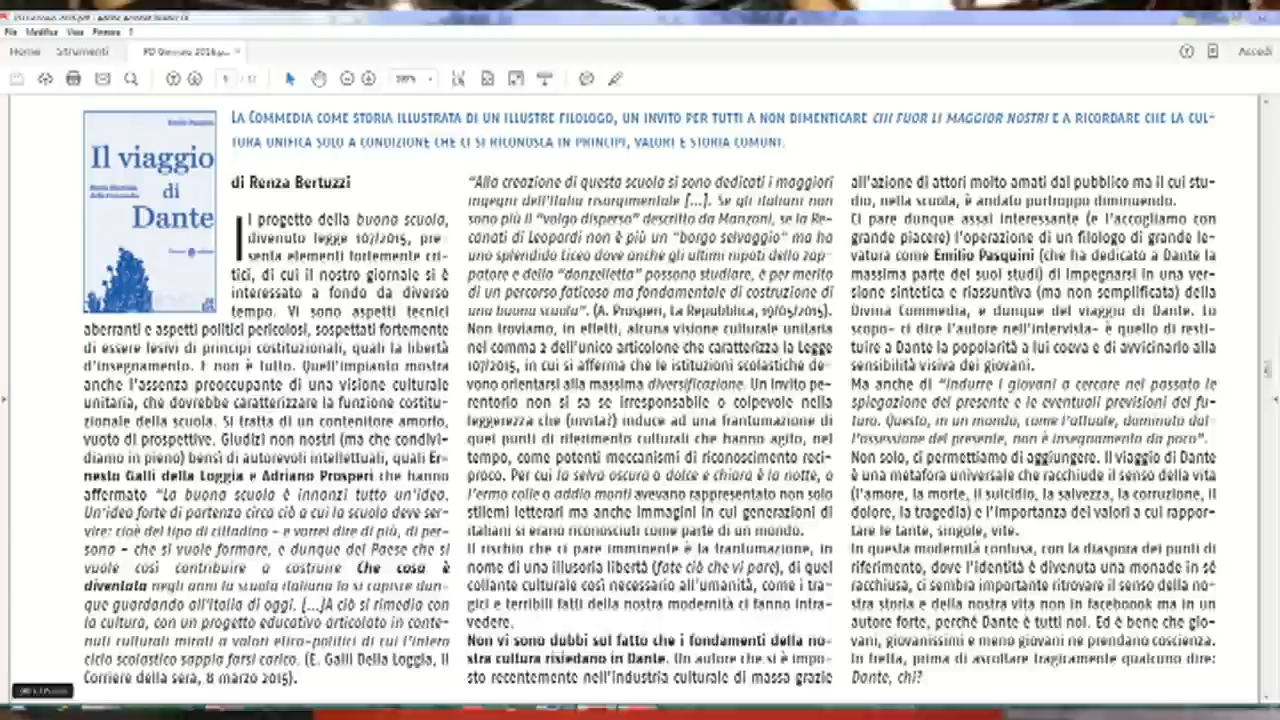 Home Strumenti
Accedi
Il viaggio
di
Dante
LA COMMEDIA COME STORIA ILLUSTRATA DI UN ILLUSTRE FILOLOGO, UN INVITO PER TUTTI A NON DIMENTICARE CHI FUOR LI MAGGIOR NOSTRI E A RICORDARE CHE LA CUL-
TURA UNIFICA SOLO A CONDIZIONE CHE CI SI RICONOSCA IN PRINCIPI, VALORI E STORIA COMUNI.
di Renza Bertuzzi
Il progetto della buona scuola,
divenuto legge 107/2015, pre-
senta elementi fortemente cri-
tici, di cui il nostro giornale si è
interessato a fondo da diverso
tempo. Vi sono aspetti tecnici
aberranti e aspetti politici pericolosi, sospettati fortemente
di essere lesivi di principi costituzionali, quali la libertà
d'insegnamento. E non è tutto. Quell'impianto mostra
anche l'assenza preoccupante di una visione culturale
unitaria, che dovrebbe caratterizzare la funzione costitu-
zionale della scuola. Si tratta di un contenitore amorfo,
vuoto di prospettive. Giudizi non nostri (ma che condivi-
diamo in pieno) bensì di autorevoli intellettuali, quali Er-
nesto Galli della Loggia e Adriano Prosperi che hanno
affermato "La buona scuola è innanzi tutto un'idea.
Un'idea forte di partenza circa ciò a cui la scuola deve ser-
vire: cioè del tipo di cittadino – e vorrei dire di più, di per-
sona – che si vuole formare, e dunque del Paese che si
vuole così contribuire a costruire Che cosa è
diventata negli anni la scuola italiana lo si capisce dun-
que guardando all'Italia di oggi. [...]A ciò si rimedia con
la cultura, con un progetto educativo articolato in conte-
nuti culturali mirati a valori etico-politici di cui l'intero
ciclo scolastico sappia farsi carico. (E. Galli Della Loggia, Il
Corriere della sera, 8 marzo 2015).
"Alla creazione di questa scuola si sono dedicati i maggiori
ingegni dell'Italia risorgimentale [...]. Se gli italiani non
sono più il "volgo disperso" descritto da Manzoni, se la Re-
canati di Leopardi non è più un "borgo selvaggio" ma ha
uno splendido liceo dove anche gli ultimi nipoti dello zap-
patore e della "donzelletta" possono studiare, è per merito
di un percorso faticoso ma fondamentale di costruzione di
una buona scuola". (A. Prosperi, La Repubblica, 19/05/2015).
Non troviamo, in effetti, alcuna visione culturale unitaria
nel comma 2 dell'unico articolone che caratterizza la Legge
107/2015, in cui si afferma che le istituzioni scolastiche de-
vono orientarsi alla massima diversificazione. Un invito pe-
rentorio non si sa se irresponsabile o colpevole nella
leggerezza che (invita?) induce ad una frantumazione di
quei punti di riferimento culturali che hanno agito, nel
tempo, come potenti meccanismi di riconoscimento reci-
proco. Per cui la selva oscura o dolce e chiara è la notte, o
l'ermo colle o addio monti avevano rappresentato non solo
stilemi letterari ma anche immagini in cui generazioni di
italiani si erano riconosciuti come parte di un mondo.
Il rischio che ci pare imminente è la frantumazione, in
nome di una illusoria libertà (fate ciò che vi pare), di quel
collante culturale così necessario all'umanità, come i tra-
gici e terribili fatti della nostra modernità ci fanno intra-
vedere.
Non vi sono dubbi sul fatto che i fondamenti della no-
stra cultura risiedano in Dante. Un autore che si è impo-
sto recentemente nell'industria culturale di massa grazie
all'azione di attori molto amati dal pubblico ma il cui stu-
dio, nella scuola, è andato purtroppo diminuendo.
Ci pare dunque assai interessante (e l'accogliamo con
grande piacere) l'operazione di un filologo di grande le-
vatura come Emilio Pasquini (che ha dedicato a Dante la
massima parte dei suoi studi) di impegnarsi in una ver-
sione sintetica e riassuntiva (ma non semplificata) della
Divina Commedia, e dunque del viaggio di Dante. Lo
scopo- ci dice l'autore nell'intervista- è quello di resti-
tuire a Dante la popolarità a lui coeva e di avvicinarlo alla
sensibilità visiva dei giovani.
Ma anche di "indurre i giovani a cercare nel passato le
spiegazione del presente e le eventuali previsioni del fu-
turo. Questo, in un mondo, come l'attuale, dominato dal-
l'ossessione del presente, non è insegnamento da poco".
Non solo, ci permettiamo di aggiungere. Il viaggio di Dante
è una metafora universale che racchiude il senso della vita
(l'amore, la morte, il suicidio, la salvezza, la corruzione, il
dolore, la tragedia) e l'importanza dei valori a cui rappor-
tare le tante, singole, vite.
In questa modernità confusa, con la diaspora dei punti di
riferimento, dove l'identità è divenuta una monade in sé
racchiusa, ci sembra importante ritrovare il senso della no-
stra storia e della nostra vita non in facebook ma in un
autore forte, perché Dante è tutti noi. Ed è bene che gio-
vani, giovanissimi e meno giovani ne prendano coscienza.
In fretta, prima di ascoltare tragicamente qualcuno dire:
Dante, chi?